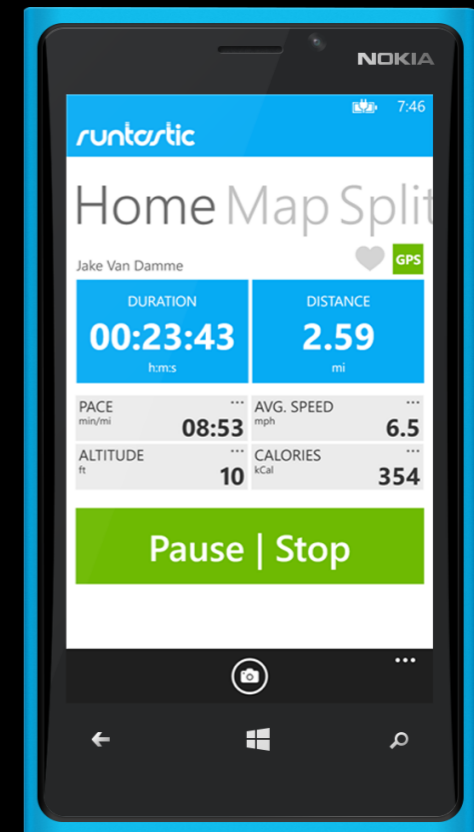 NOKIA
7:46
runtastic
Home Map Split
Jake Van Damme
GPS
DURATION DISTANCE
00:23:43 2.59
h:m:s mi
PACE ... AVG. SPEED ...
min/mi 08:53 mph 6.5
ALTITUDE ... CALORIES ...
ft 10 kCal 354
Pause | Stop
...